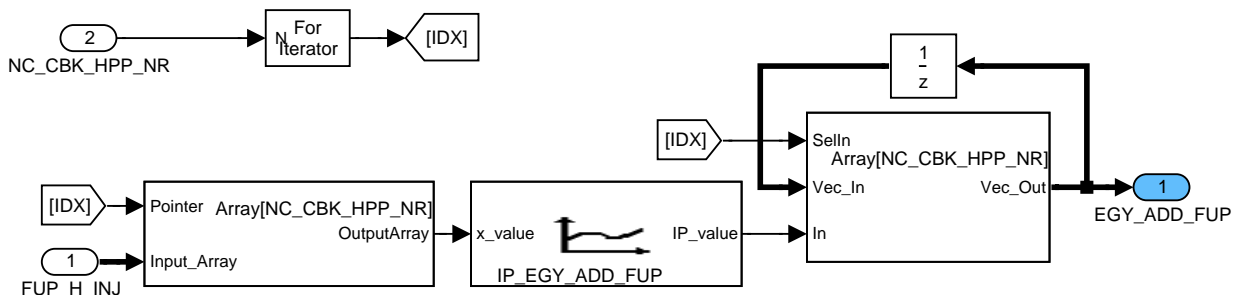 2
NC_CBK_HPP_NR
N
For
Iterator
[IDX]
1
z
[IDX]
SelIn
Array[NC_CBK_HPP_NR]
Vec_In
Vec_Out
In
1
EGY_ADD_FUP
[IDX]
Pointer
Array[NC_CBK_HPP_NR]
OutputArray
1
Input_Array
FUP_H_INJ
x_value
IP_value
IP_EGY_ADD_FUP